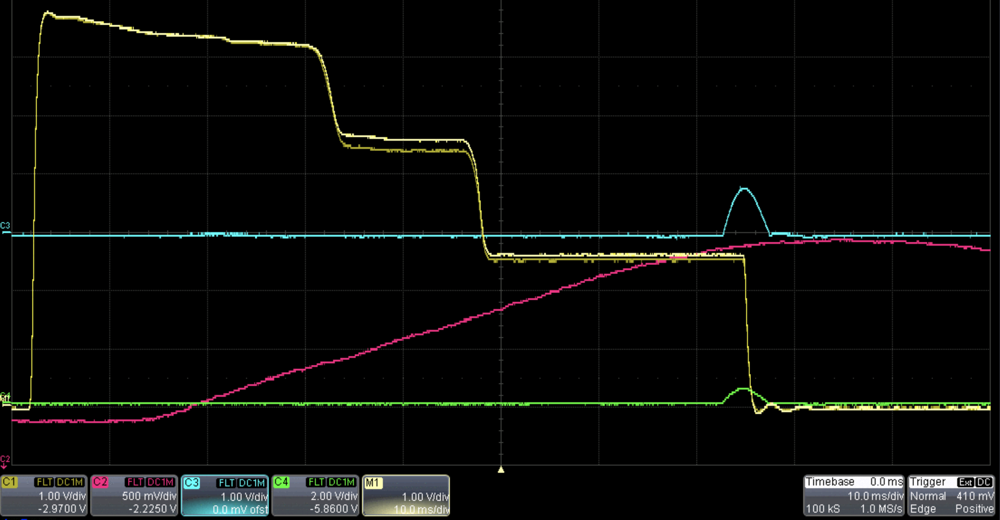 C3
C4
off
C2
C1 FLT DC1M
1.00 V/div
-2.9700 V
C2 FLT DC1M
500 mV/div
-2.2250 V
C3 FLT DC1M
1.00 V/div
0.0 mV ofst
C4 FLT DC1M
2.00 V/div
-5.8600 V
M1
1.00 V/div
10.0 ms/div
Timebase 0.0 ms
10.0 ms/div
100 kS 1.0 MS/s
Trigger Ext DC
Normal 410 mV
Edge Positive